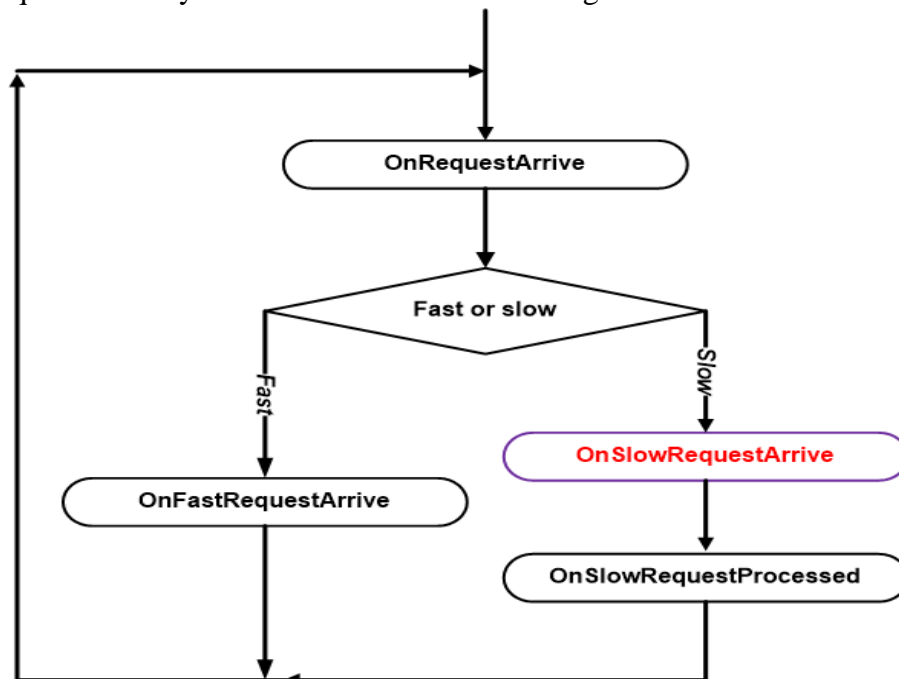 OnRequestArrive
Fast or slow
Fast
Slow
OnSlowRequestArrive
OnFastRequestArrive
OnSlowRequestProcessed